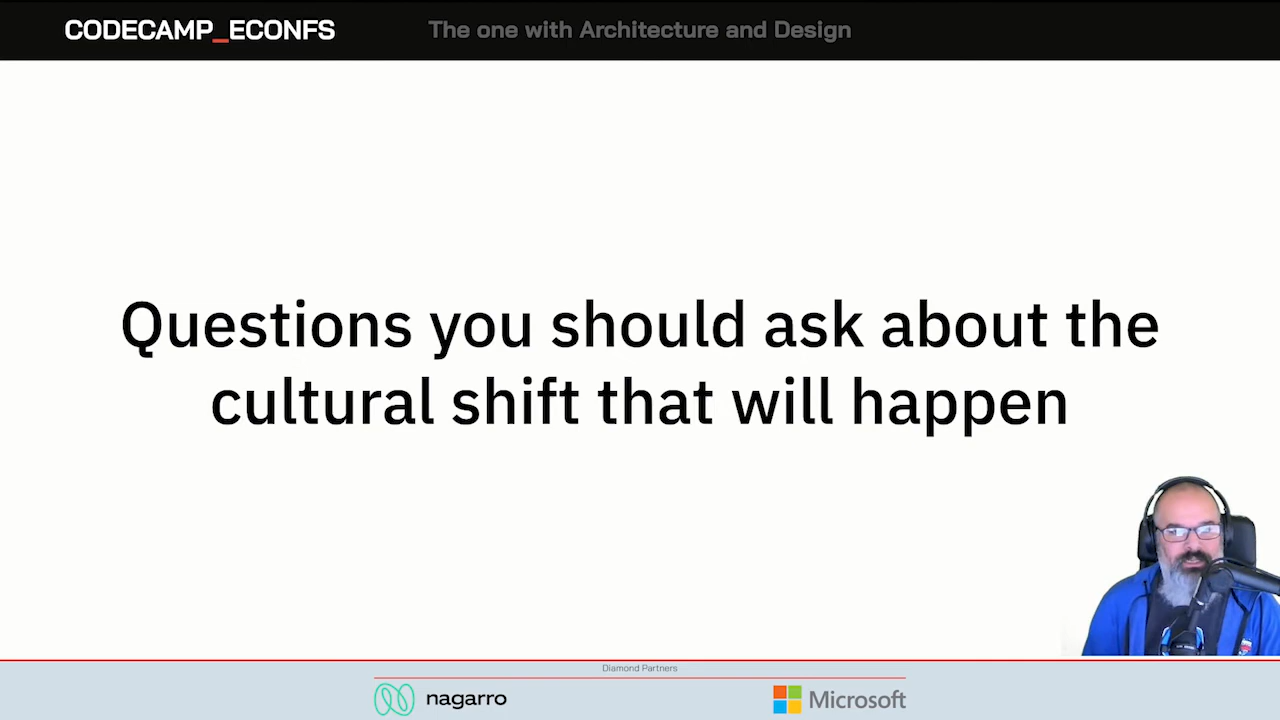 CODECAMP_ECONFS
The one with Architecture and Design
Questions you should ask about the
cultural shift that will happen
Diamond Partners
nagarro
Microsoft